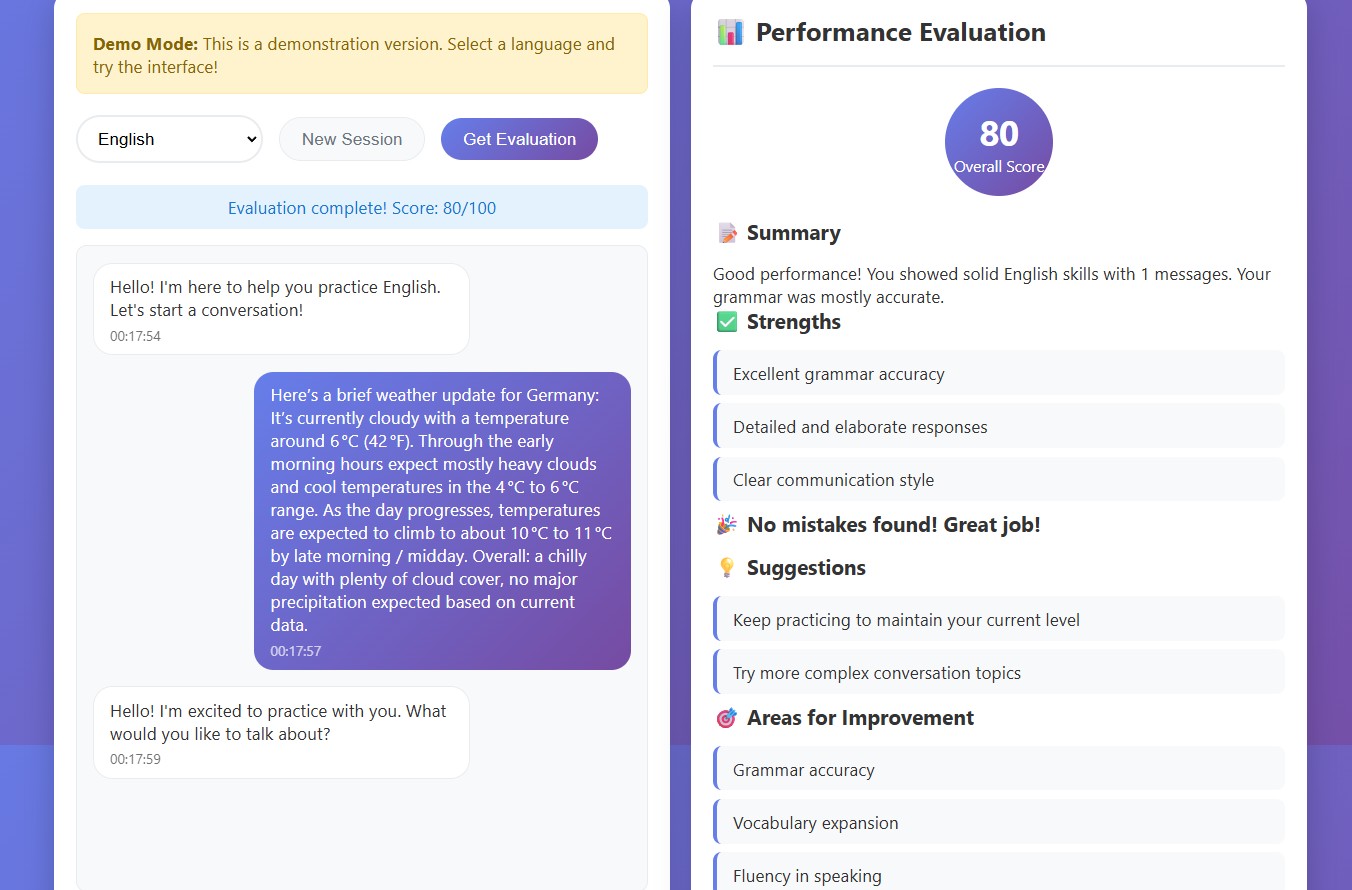 Demo Mode: This is a demonstration version. Select a language and
try the interface!
English
New Session
Get Evaluation
Evaluation complete! Score: 80/100
Hello! I'm here to help you practice English.
Let's start a conversation!
00:17:54
Here’s a brief weather update for Germany:
It’s currently cloudy with a temperature
around 6 °C (42 °F). Through the early
morning hours expect mostly heavy clouds
and cool temperatures in the 4 °C to 6 °C
range. As the day progresses, temperatures
are expected to climb to about 10 °C to 11 °C
by late morning / midday. Overall: a chilly
day with plenty of cloud cover, no major
precipitation expected based on current
data.
00:17:57
Hello! I'm excited to practice with you. What
would you like to talk about?
00:17:59
Performance Evaluation
80
Overall Score
Summary
Good performance! You showed solid English skills with 1 messages. Your
grammar was mostly accurate.
Strengths
Excellent grammar accuracy
Detailed and elaborate responses
Clear communication style
No mistakes found! Great job!
Suggestions
Keep practicing to maintain your current level
Try more complex conversation topics
Areas for Improvement
Grammar accuracy
Vocabulary expansion
Fluency in speaking